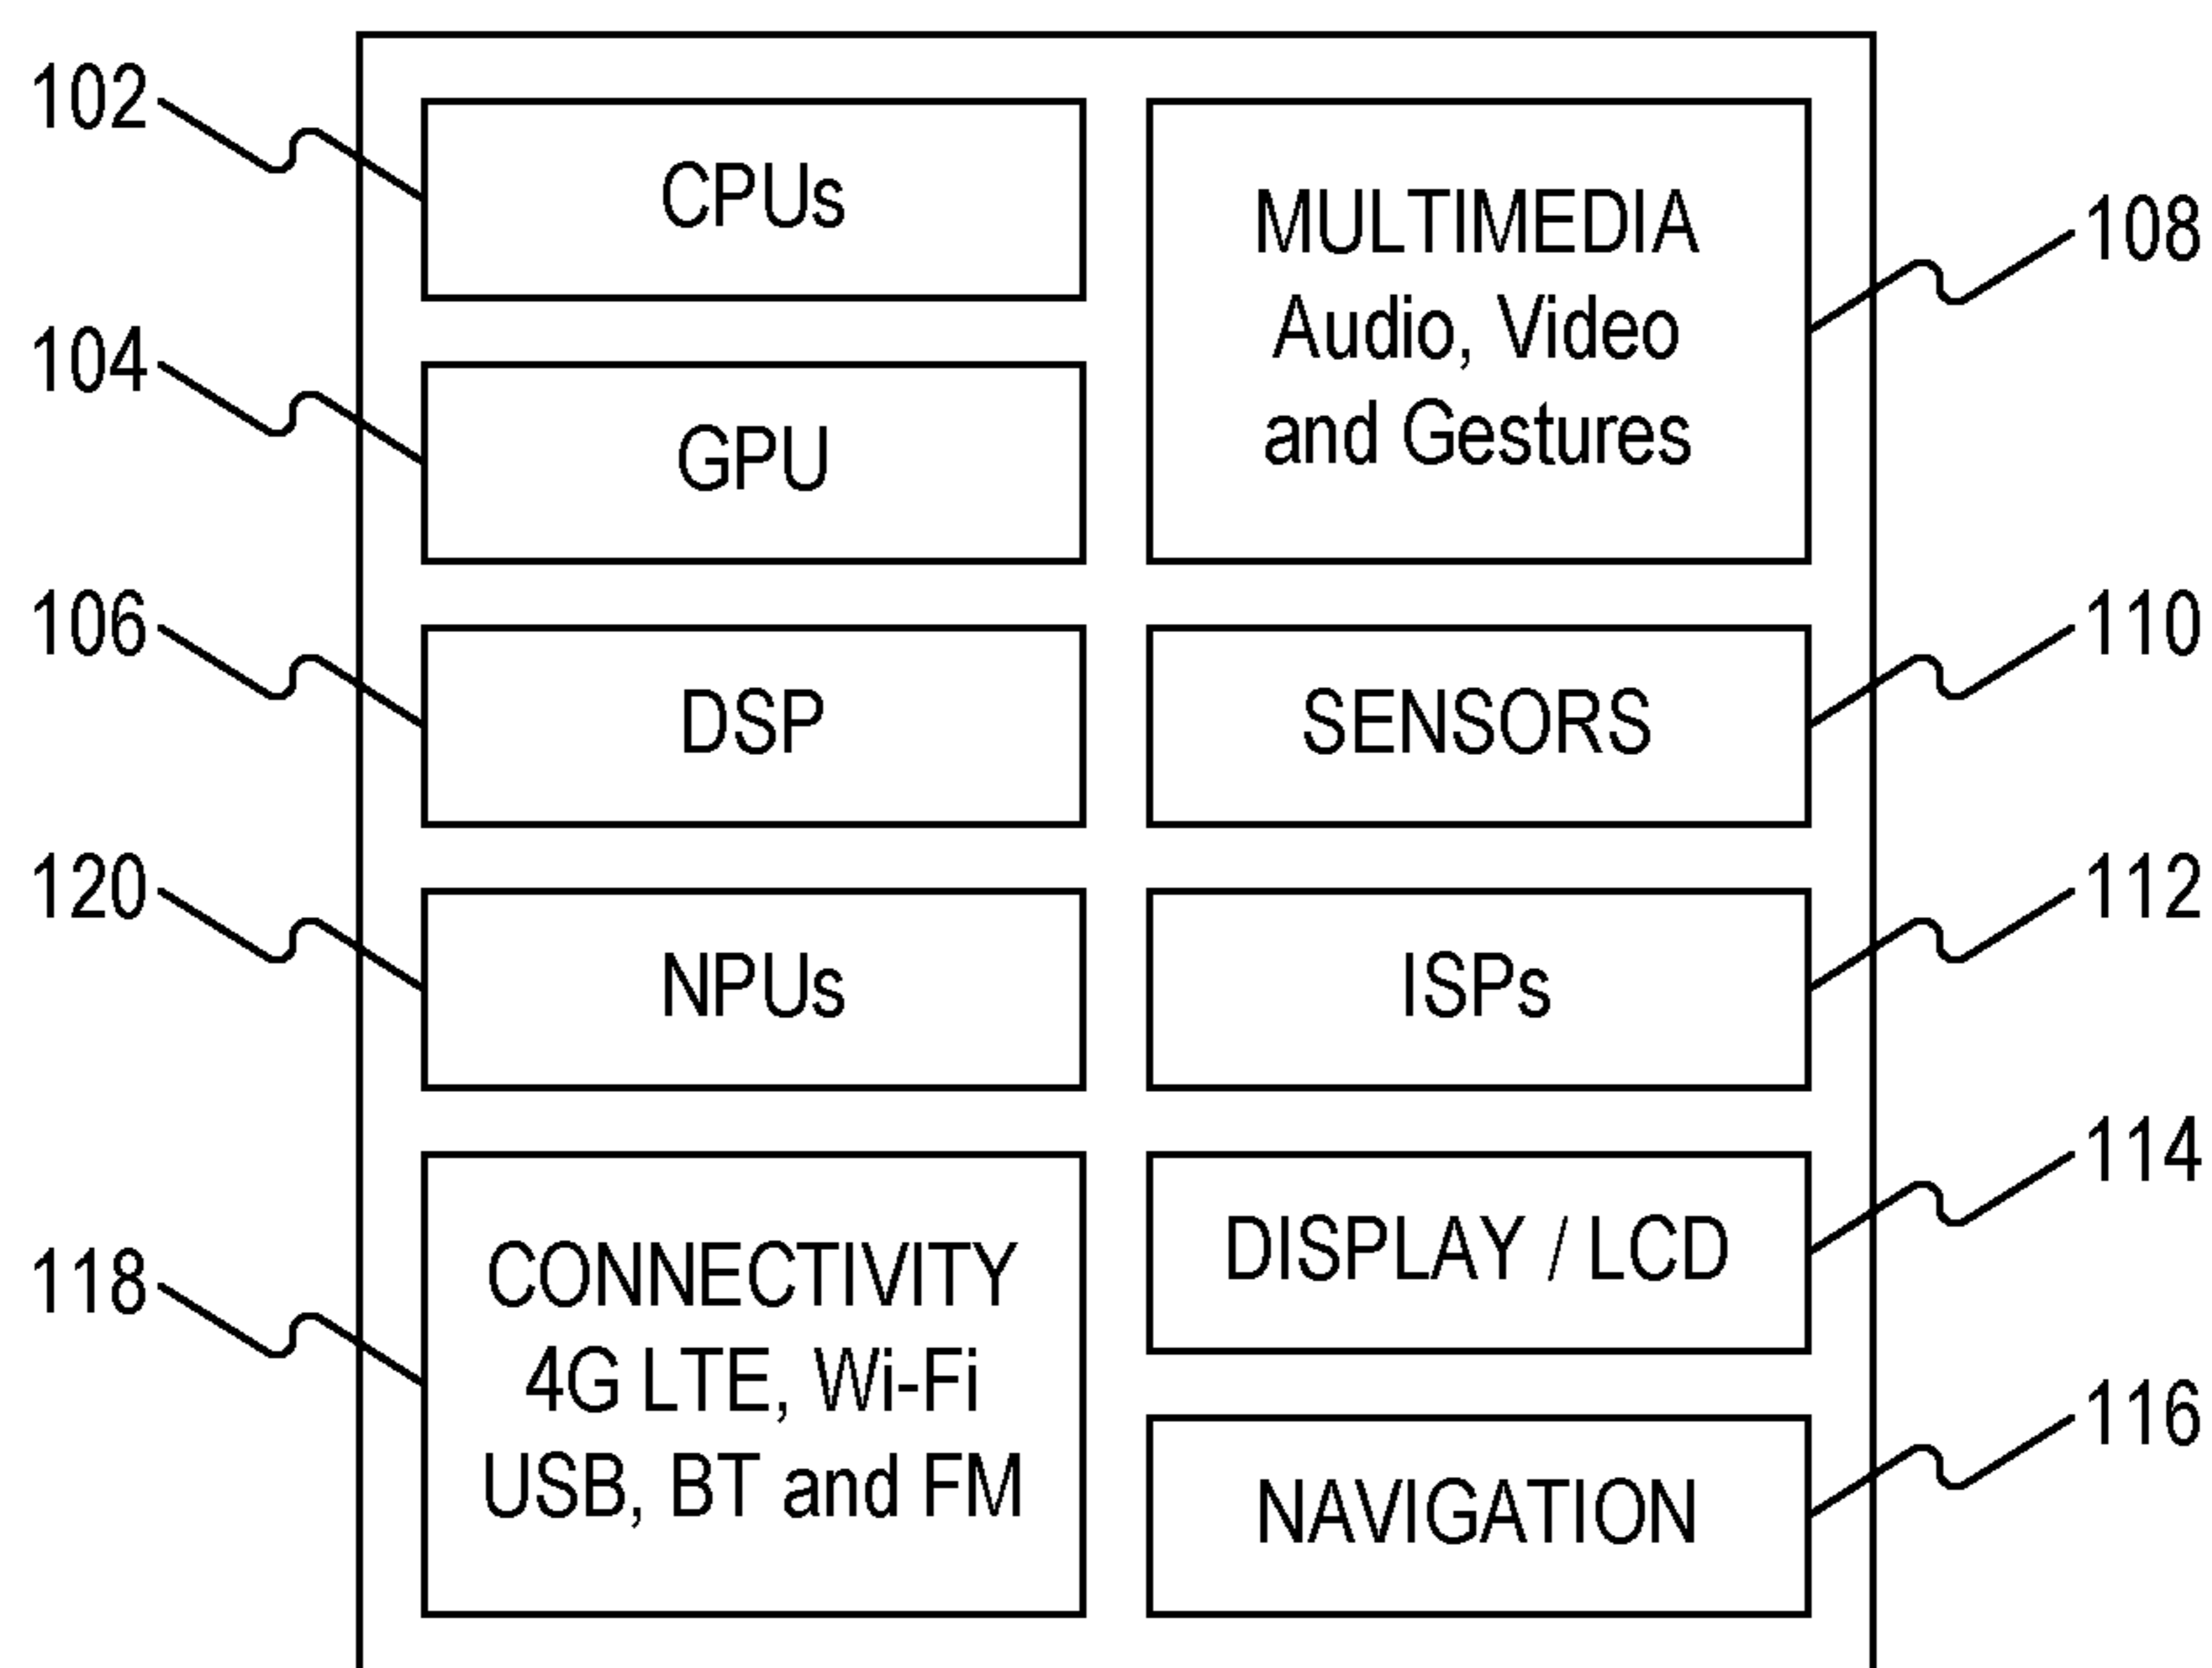 102
CPUs
104
GPU
106
DSP
120
NPUs
118
CONNECTIVITY
4G LTE, Wi-Fi
USB, BT and FM
MULTIMEDIA
Audio, Video
and Gestures
108
SENSORS
110
ISPs
112
DISPLAY / LCD
114
NAVIGATION
116